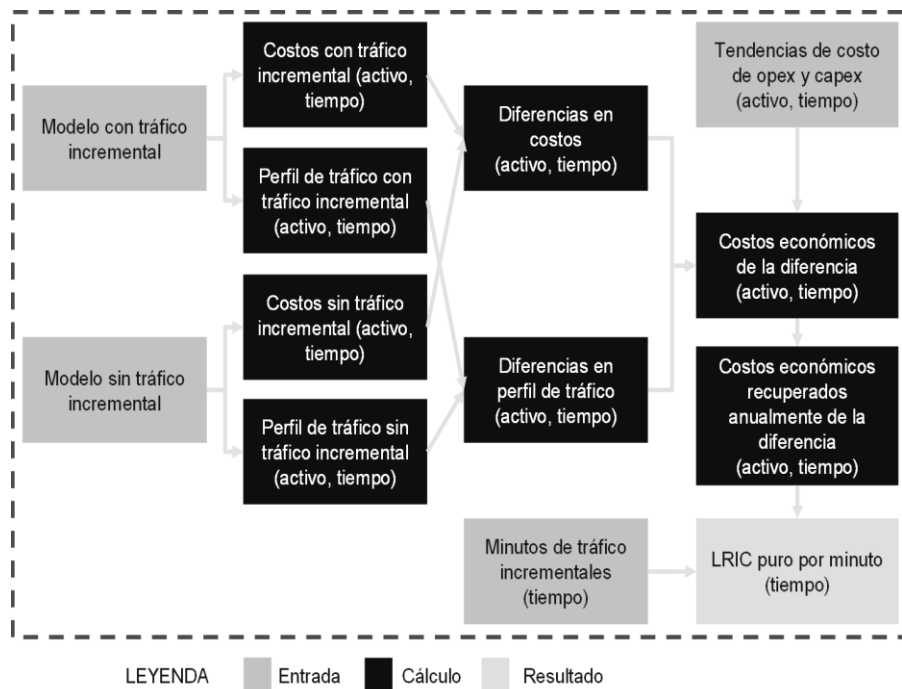 Modelo con tráfico
incremental
Costos con tráfico
incremental (activo,
tiempo)
Perfil de tráfico con
tráfico incremental
(activo, tiempo)
Modelo sin tráfico
incremental
Costos sin tráfico
incremental (activo,
tiempo)
Perfil de tráfico sin
tráfico incremental
(activo, tiempo)
Diferencias en
costos
(activo, tiempo)
Diferencias en
perfil de tráfico
(activo, tiempo)
Tendencias de costo
de opex y capex
(activo, tiempo)
Costos económicos
de la diferencia
(activo, tiempo)
Costos económicos
recuperados
anualmente de la
diferencia
(activo, tiempo)
Minutos de tráfico
incrementales
(tiempo)
LRIC puro por minuto
(tiempo)
LEYENDA Entrada Cálculo Resultado